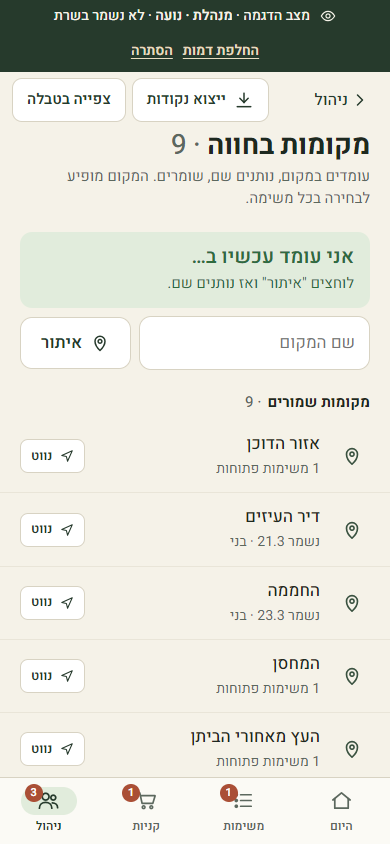 מצב הדגמה · מנהלת · נועה · לא נשמר בשרת
החלפת דמות הסתרה
ניהול
ייצוא נקודות
צפייה בטבלה
מקומות בחווה · 9
עומדים במקום, נותנים שם, שומרים. המקום מופיע
לבחירה בכל משימה.
אני עומד עכשיו ב...
לוחצים "איתור" ואז נותנים שם.
שם המקום
איתור
מקומות שמורים · 9
אזור הדוכן
1 משימות פתוחות
נווט
דיר העיזים
נשמר 21.3 · בני
נווט
החממה
נשמר 23.3 · בני
נווט
המחסן
1 משימות פתוחות
נווט
העץ מאחורי הביתן
1 משימות פתוחות
נווט
היום
1
משימות
1
קניות
3
ניהול